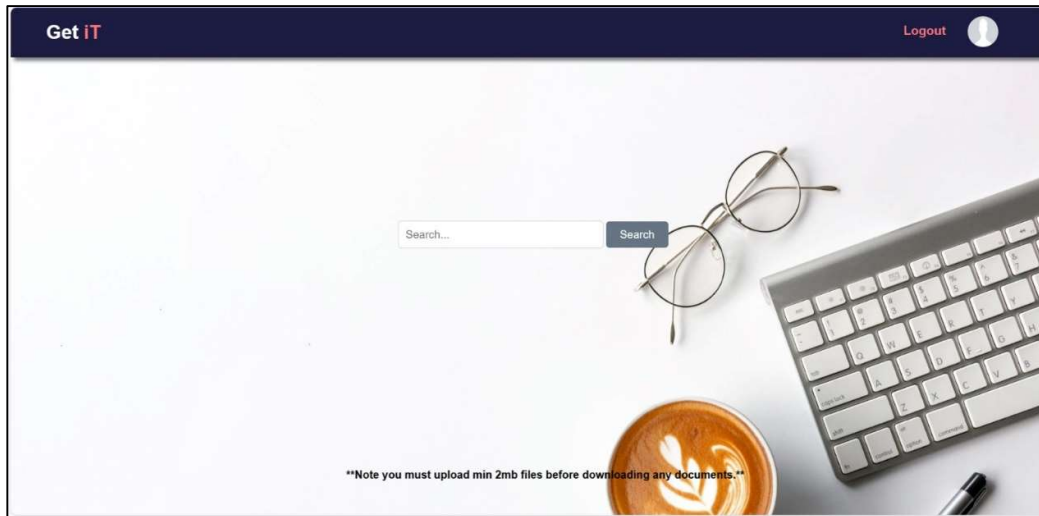 Get iT
Logout
Search...
Search
**Note you must upload min 2mb files before downloading any documents.**